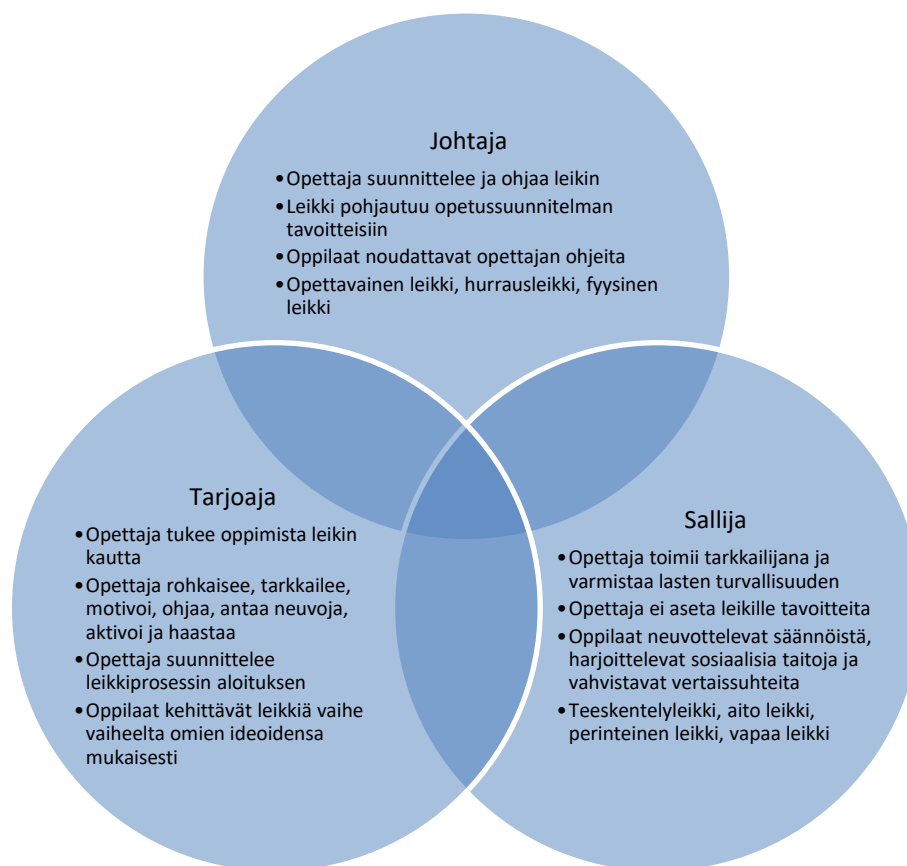 Johtaja
•Opettaja suunnittelee ja ohjaa leikin
•Leikki pohjautuu opetussuunnitelman
tavoitteisiin
•Oppilaat noudattavat opettajan ohjeita
•Opettavainen leikki, hurrausleikki, fyysinen
leikki
Tarjoaja
•Opettaja tukee oppimista leikin
kautta
•Opettaja rohkaisee, tarkkailee,
motivoi, ohjaa, antaa neuvoja,
aktivoi ja haastaa
•Opettaja suunnittelee
leikkiprosessin aloituksen
•Oppilaat kehittävät leikkiä vaihe
vaiheelta omien ideoidensa
mukaisesti
Sallija
•Opettaja toimii tarkkailijana ja
varmistaa lasten turvallisuuden
•Opettaja ei aseta leikille tavoitteita
•Oppilaat neuvottelevat säännöistä,
harjoittelevat sosiaalisia taitoja ja
vahvistavat vertaissuhteita
•Teeskentelyleikki, aito leikki,
perinteinen leikki, vapaa leikki